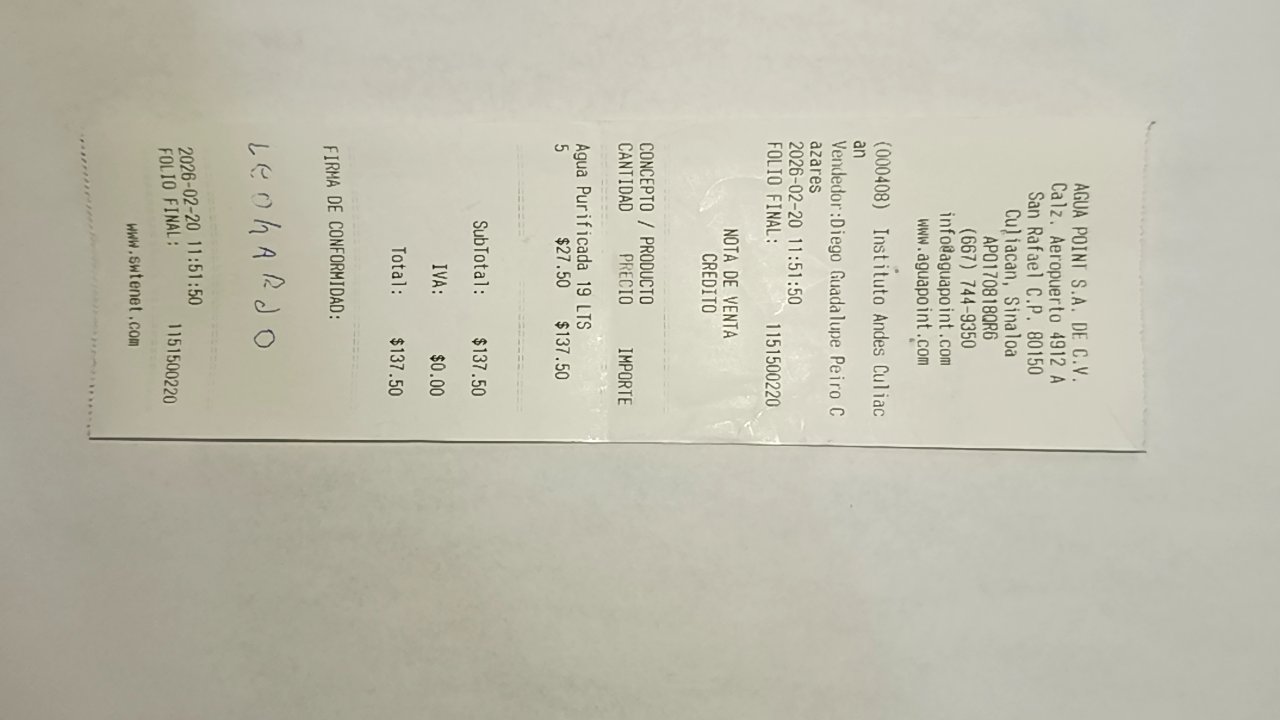 AGUA POINT S.A. DE C.V.
Calz. Aeropuerto 4912 A
San Rafael C.P. 80150
Culiacan, Sinaloa
APO170818QR6
(667) 744-9350
info@aguapoint.com
www.aguapoint.com
(000408) Instituto Andes Culiac
an
Vendedor:Diego Guadalupe Peiro C
azares
2026-02-20 11:51:50
FOLIO FINAL: 1151500220
NOTA DE VENTA
CREDITO
CONCEPTO / PRODUCTO
CANTIDAD PRECIO IMPORTE
Agua Purificada 19 LTS
5 $27.50 $137.50
SubTotal: $137.50
IVA: $0.00
Total: $137.50
FIRMA DE CONFORMIDAD:
LeohARdO
2026-02-20 11:51:50
FOLIO FINAL: 1151500220
www.swtenet.com